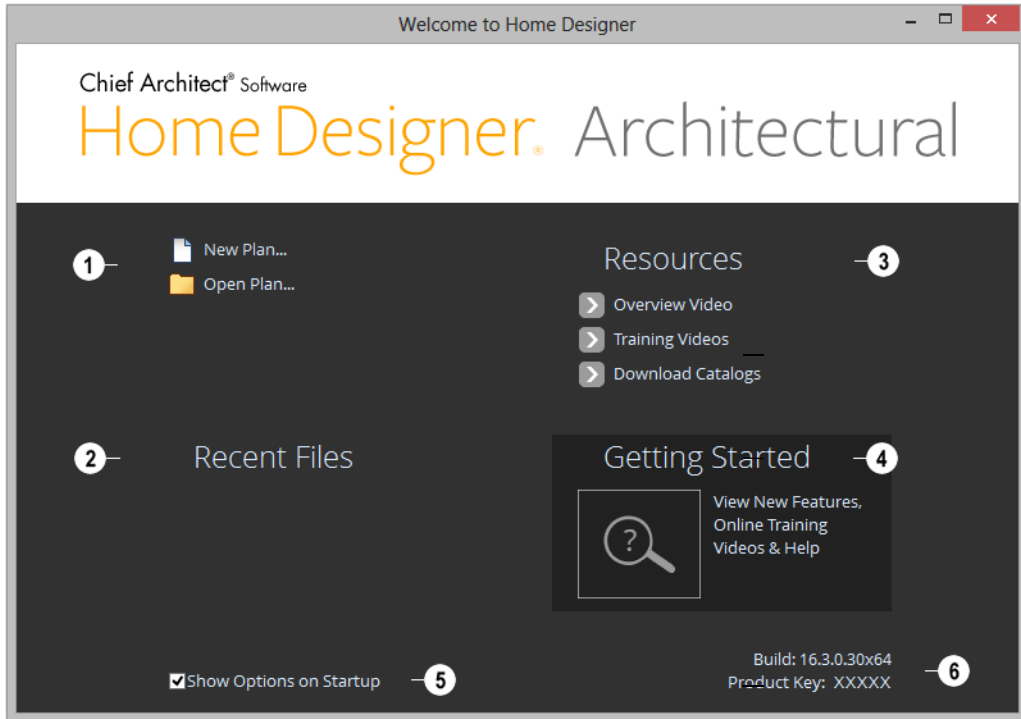 Welcome to Home Designer
Chief Architect® Software
Home Designer® Architectural
1
New Plan...
Open Plan...
Resources
3
Overview Video
Training Videos
Download Catalogs
2
Recent Files
Getting Started
4
?
View New Features,
Online Training
Videos & Help
Show Options on Startup
5
Build: 16.3.0.30x64
Product Key: XXXXX
6